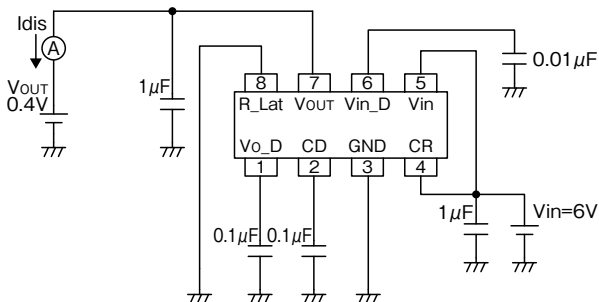 Idis
A
VOUT
0.4V
1μF
0.01μF
8 7 6 5
R_Lat VOUT Vin_D Vin
VO_D CD GND CR
1 2 3 4
0.1μF 0.1μF
1μF
Vin=6V